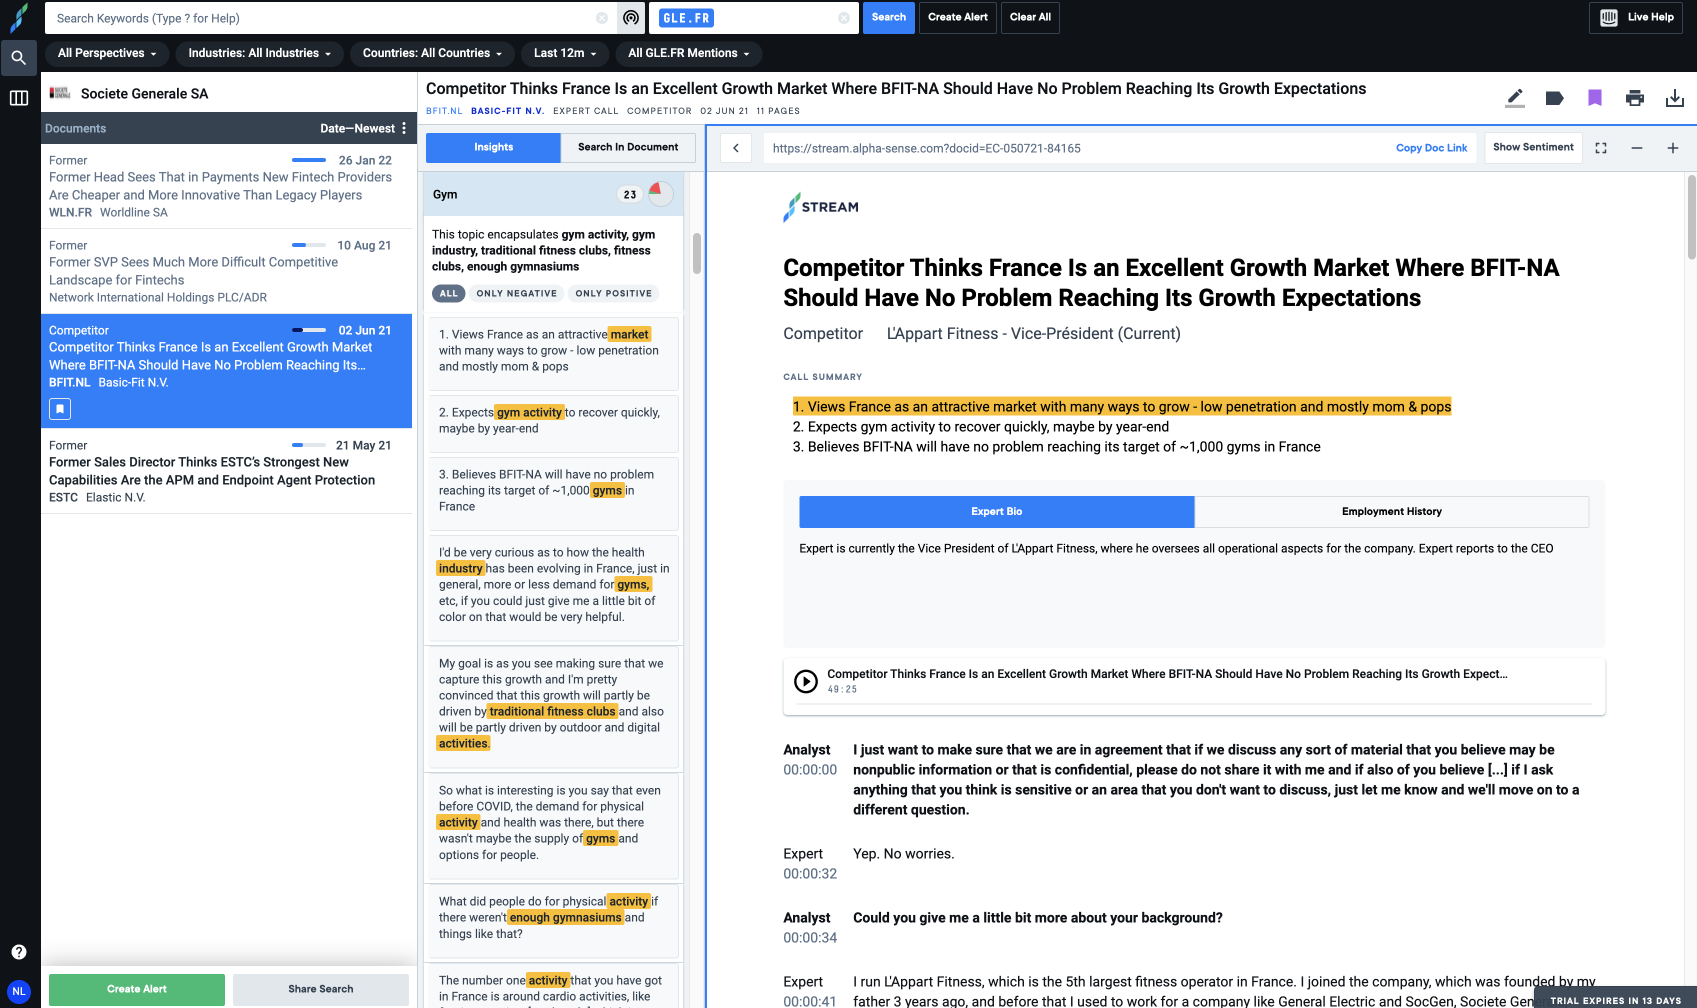 Search Keywords (Type ? for Help)
GLE.FR
Search
Create Alert
Clear All
Live Help
All Perspectives
Industries: All Industries
Countries: All Countries
Last 12m
All GLE.FR Mentions
Societe Generale SA
Documents
Date—Newest
Former
26 Jan 22
Former Head Sees That in Payments New Fintech Providers
Are Cheaper and More Innovative Than Legacy Players
WLN.FR Worldline SA
Former
10 Aug 21
Former SVP Sees Much More Difficult Competitive
Landscape for Fintechs
Network International Holdings PLC/ADR
Competitor
02 Jun 21
Competitor Thinks France Is an Excellent Growth Market
Where BFIT-NA Should Have No Problem Reaching Its...
BFIT.NL Basic-Fit N.V.
Former
21 May 21
Former Sales Director Thinks ESTC's Strongest New
Capabilities Are the APM and Endpoint Agent Protection
ESTC Elastic N.V.
NL
Create Alert
Share Search
Competitor Thinks France Is an Excellent Growth Market Where BFIT-NA Should Have No Problem Reaching Its Growth Expectations
BFIT.NL BASIC-FIT N.V. EXPERT CALL COMPETITOR 02 JUN 21 11 PAGES
Insights
Search In Document
Gym
23
This topic encapsulates gym activity, gym
industry, traditional fitness clubs, fitness
clubs, enough gymnasiums
ALL
ONLY NEGATIVE
ONLY POSITIVE
1. Views France as an attractive market
with many ways to grow - low penetration
and mostly mom & pops
2. Expects gym activity to recover quickly,
maybe by year-end
3. Believes BFIT-NA will have no problem
reaching its target of ~1,000 gyms in
France
I'd be very curious as to how the health
industry has been evolving in France, just in
general, more or less demand for gyms,
etc, if you could just give me a little bit of
color on that would be very helpful.
My goal is as you see making sure that we
capture this growth and I'm pretty
convinced that this growth will partly be
driven by traditional fitness clubs and also
will be partly driven by outdoor and digital
activities.
So what is interesting is you say that even
before COVID, the demand for physical
activity and health was there, but there
wasn't maybe the supply of gyms and
options for people.
What did people do for physical activity if
there weren't enough gymnasiums and
things like that?
The number one activity that you have got
in France is around cardio activities, like
https://stream.alpha-sense.com?docid=EC-050721-84165
Copy Doc Link
Show Sentiment
STREAM
Competitor Thinks France Is an Excellent Growth Market Where BFIT-NA
Should Have No Problem Reaching Its Growth Expectations
Competitor L'Appart Fitness - Vice-Président (Current)
CALL SUMMARY
1. Views France as an attractive market with many ways to grow - low penetration and mostly mom & pops
2. Expects gym activity to recover quickly, maybe by year-end
3. Believes BFIT-NA will have no problem reaching its target of ~1,000 gyms in France
Expert Bio
Employment History
Expert is currently the Vice President of L'Appart Fitness, where he oversees all operational aspects for the company. Expert reports to the CEO
Competitor Thinks France Is an Excellent Growth Market Where BFIT-NA Should Have No Problem Reaching Its Growth Expect...
49:25
Analyst
00:00:00
I just want to make sure that we are in agreement that if we discuss any sort of material that you believe may be
nonpublic information or that is confidential, please do not share it with me and if also of you believe [...] if I ask
anything that you think is sensitive or an area that you don't want to discuss, just let me know and we'll move on to a
different question.
Expert
00:00:32
Yep. No worries.
Analyst
00:00:34
Could you give me a little bit more about your background?
Expert
00:00:41
I run L'Appart Fitness, which is the 5th largest fitness operator in France. I joined the company, which was founded by my
father 3 years ago, and before that I used to work for a company like General Electric and SocGen, Societe
TRIAL EXPIRES IN 13 DAYS